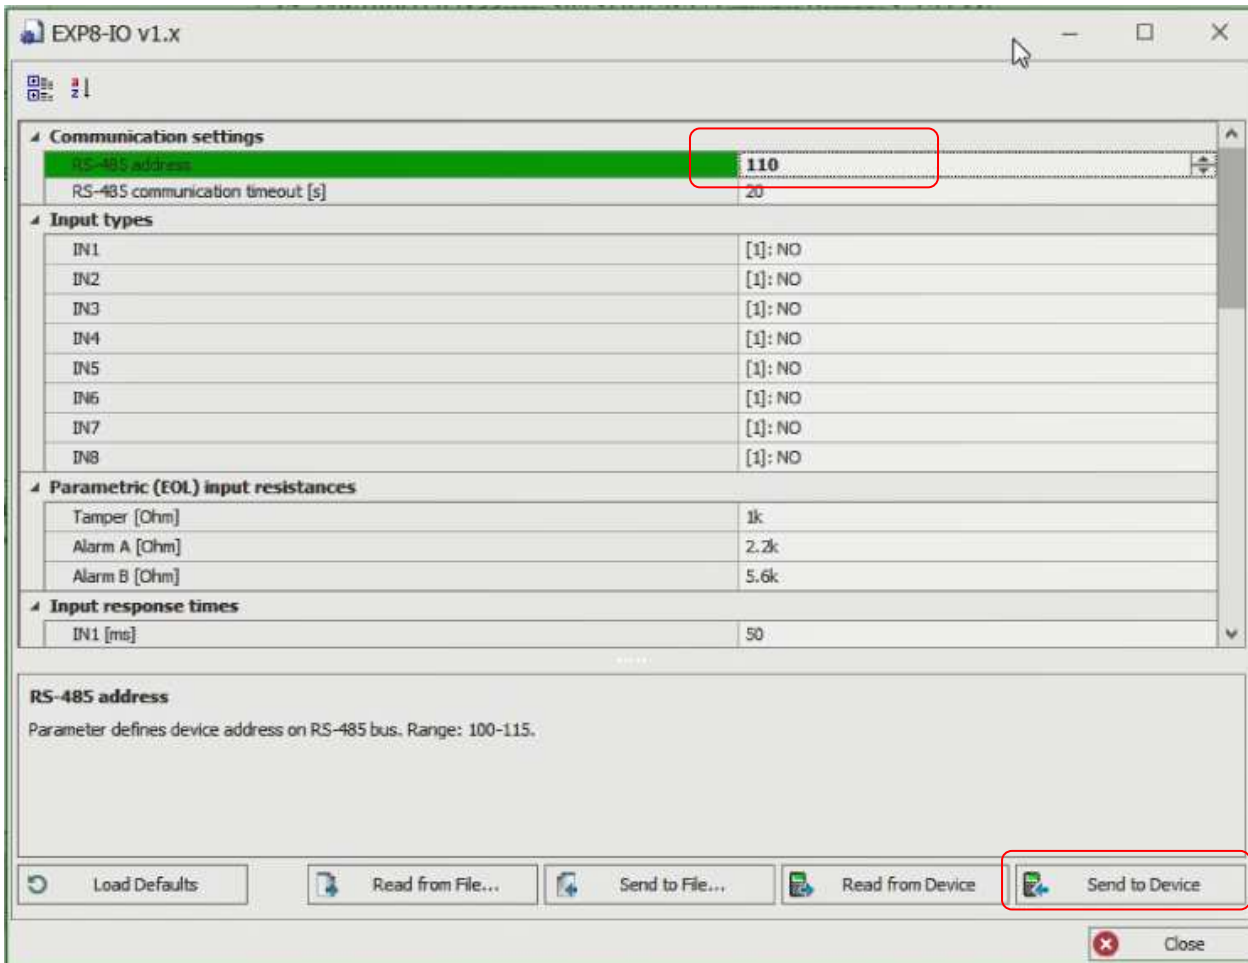 EXP8-IO v1.x
Communication settings
RS-485 address 110
RS-485 communication timeout [s] 20
Input types
IN1 [1]: NO
IN2 [1]: NO
IN3 [1]: NO
IN4 [1]: NO
IN5 [1]: NO
IN6 [1]: NO
IN7 [1]: NO
IN8 [1]: NO
Parametric (EOL) input resistances
Tamper [Ohm] 1k
Alarm A [Ohm] 2.2k
Alarm B [Ohm] 5.6k
Input response times
IN1 [ms] 50
RS-485 address
Parameter defines device address on RS-485 bus. Range: 100-115.
Load Defaults Read from File... Send to File... Read from Device Send to Device
Close